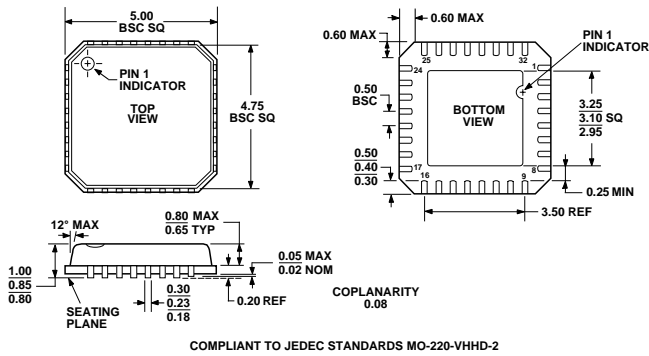 5.00
BSC SQ
PIN 1
INDICATOR
TOP
VIEW
4.75
BSC SQ
0.60 MAX
0.60 MAX
PIN 1
INDICATOR
25
32
24
1
0.50
BSC
BOTTOM
VIEW
3.25
3.10 SQ
2.95
0.50
0.40
0.30
17
16
9
8
0.25 MIN
3.50 REF
12° MAX
0.80 MAX
0.65 TYP
0.05 MAX
0.02 NOM
1.00
0.85
0.80
SEATING
PLANE
0.30
0.23
0.18
0.20 REF
COPLANARITY
0.08
COMPLIANT TO JEDEC STANDARDS MO-220-VHHD-2